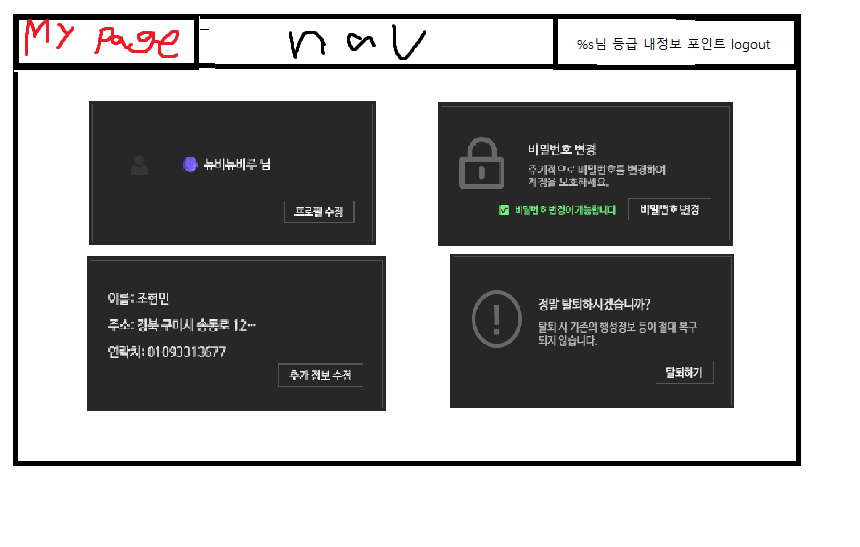 My Page
nav
%s님 등급 내정보 포인트 logout
뉴비뉴비루 님
프로필 수정
비밀번호 변경
주기적으로 비밀번호를 변경하여
계정을 보호하세요.
비밀번호 변경이 가능합니다
비밀번호 변경
이름: 조현민
주소: 경북 구미시 송동로 12…
연락처: 01093313677
추가 정보 수정
정말 탈퇴하시겠습니까?
탈퇴 시 기존의 행성정보 등이 절대 복구
되지 않습니다.
탈퇴하기